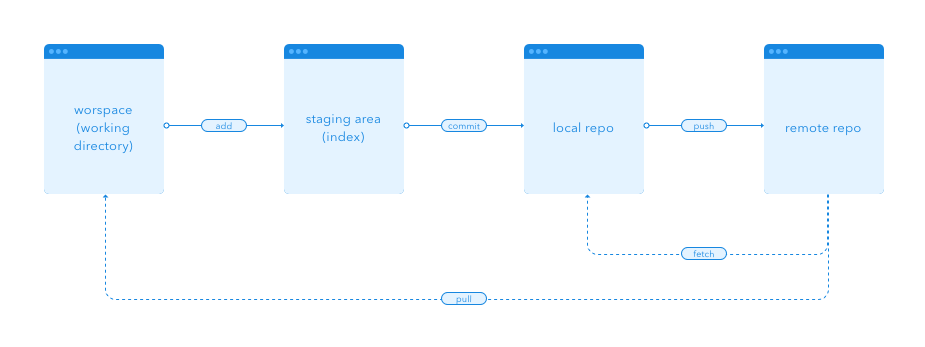 worspace
(working
directory)
add
staging area
(index)
commit
local repo
push
remote repo
fetch
pull